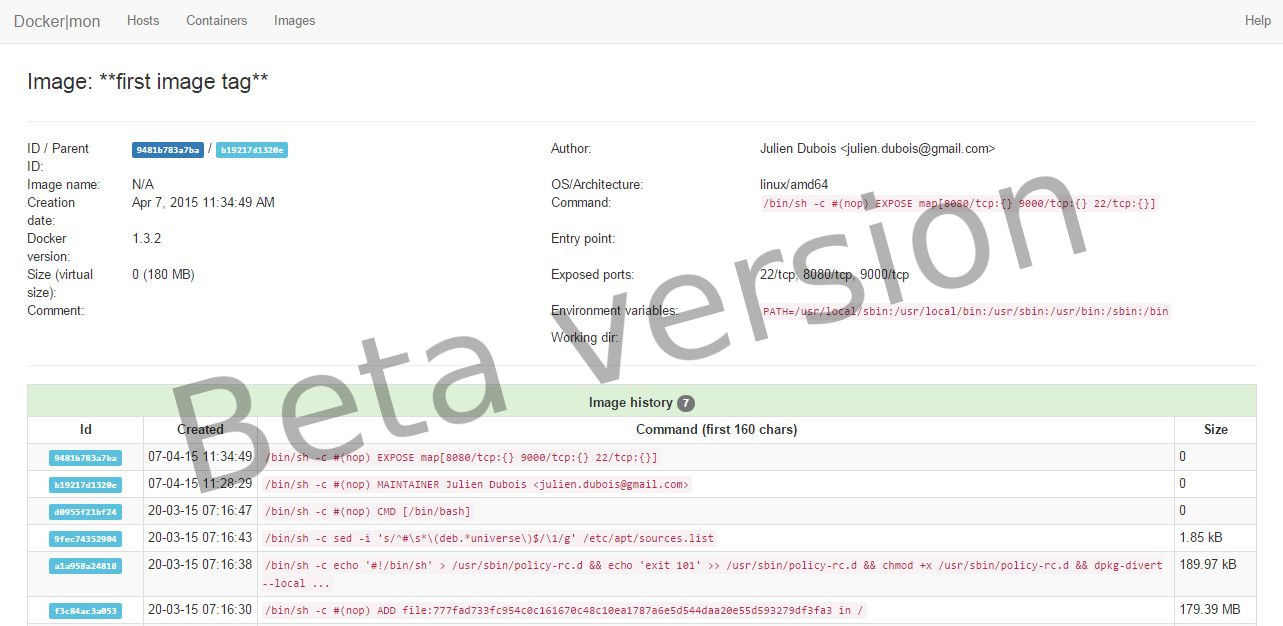 Docker|mon Hosts Containers Images Help
Image: **first image tag**
ID / Parent ID: 9481b783a7ba / b19217d1320e
Author: Julien Dubois <julien.dubois@gmail.com>
Image name: N/A
OS/Architecture: linux/amd64
Creation date: Apr 7, 2015 11:34:49 AM
Command: /bin/sh -c #(nop) EXPOSE map[8080/tcp:{} 9000/tcp:{} 22/tcp:{}]
Docker version: 1.3.2
Entry point:
Size (virtual size): 0 (180 MB)
Exposed ports: 22/tcp, 8080/tcp, 9000/tcp
Comment:
Environment variables: PATH=/usr/local/sbin:/usr/local/bin:/usr/sbin:/usr/bin:/sbin:/bin
Working dir:
Beta version
Image history 7
Id Created Command (first 160 chars) Size
9481b783a7ba 07-04-15 11:34:49 /bin/sh -c #(nop) EXPOSE map[8080/tcp:{} 9000/tcp:{} 22/tcp:{}] 0
b19217d1320e 07-04-15 11:28:29 /bin/sh -c #(nop) MAINTAINER Julien Dubois <julien.dubois@gmail.com> 0
d0955f21bf24 20-03-15 07:16:47 /bin/sh -c #(nop) CMD [/bin/bash] 0
9fec74352904 20-03-15 07:16:43 /bin/sh -c sed -i 's/^#\s*\(deb.*universe\)$/\1/g' /etc/apt/sources.list 1.85 kB
a1a958a24818 20-03-15 07:16:38 /bin/sh -c echo '#!/bin/sh' > /usr/sbin/policy-rc.d && echo 'exit 101' >> /usr/sbin/policy-rc.d && chmod +x /usr/sbin/policy-rc.d && dpkg-divert 189.97 kB
--local ...
f3c84ac3a053 20-03-15 07:16:30 /bin/sh -c #(nop) ADD file:777fad733fc954c0c161670c48c10ea1787a6e5d544daa20e55d593279df3fa3 in / 179.39 MB